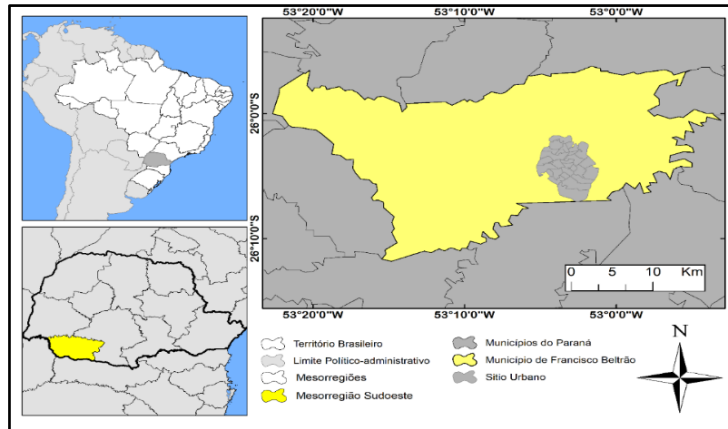 53°20'0"W 53°10'0"W 53°0'0"W
26°0'0"S
26°10'0"S
0 5 10 Km
53°20'0"W 53°10'0"W 53°0'0"W
Território Brasileiro
Limite Político-administrativo
Mesorregiões
Mesorregião Sudoeste
Municípios do Paraná
Município de Francisco Beltrão
Sítio Urbano
N